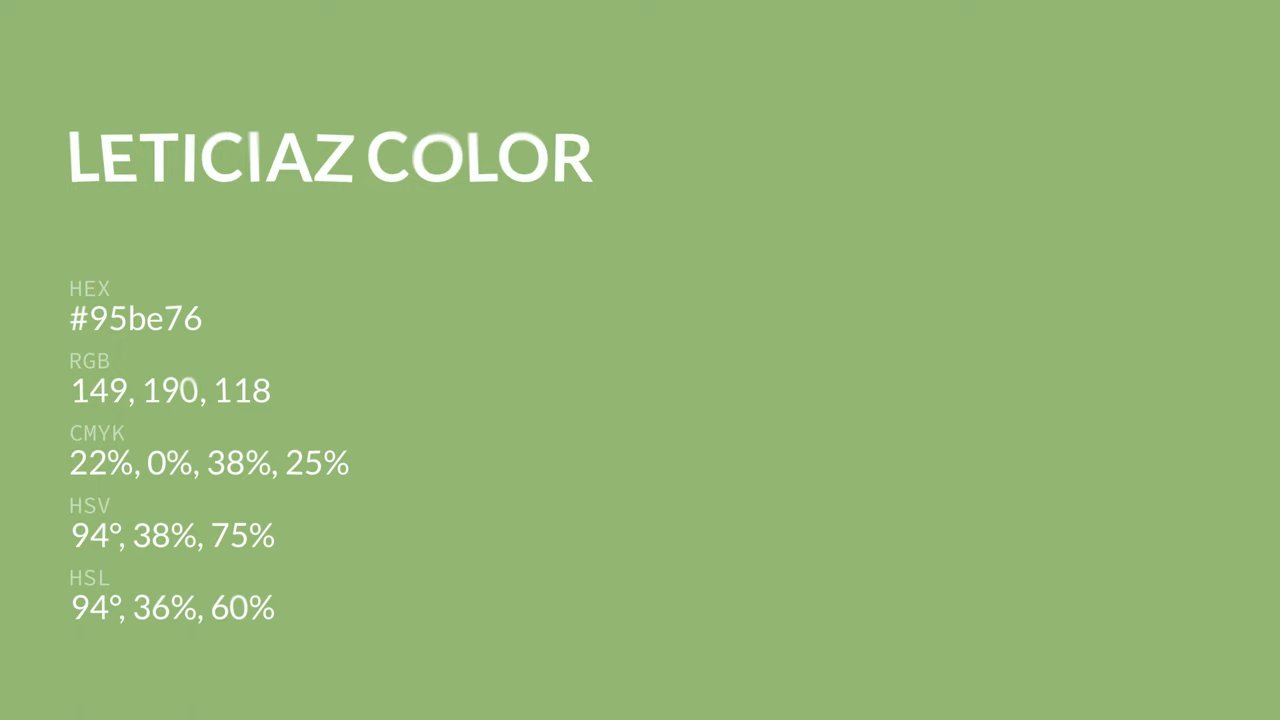 LETICIAZ COLOR
HEX
#95be76
RGB
149, 190, 118
CMYK
22%, 0%, 38%, 25%
HSV
94°, 38%, 75%
HSL
94°, 36%, 60%